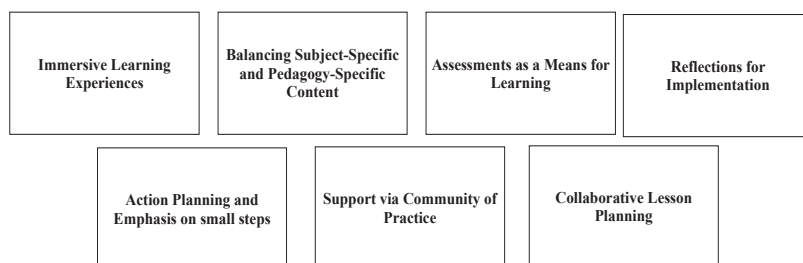 Immersive Learning
Experiences
Balancing Subject-Specific
and Pedagogy-Specific
Content
Assessments as a Means for
Learning
Reflections for
Implementation
Action Planning and
Emphasis on small steps
Support via Community of
Practice
Collaborative Lesson
Planning